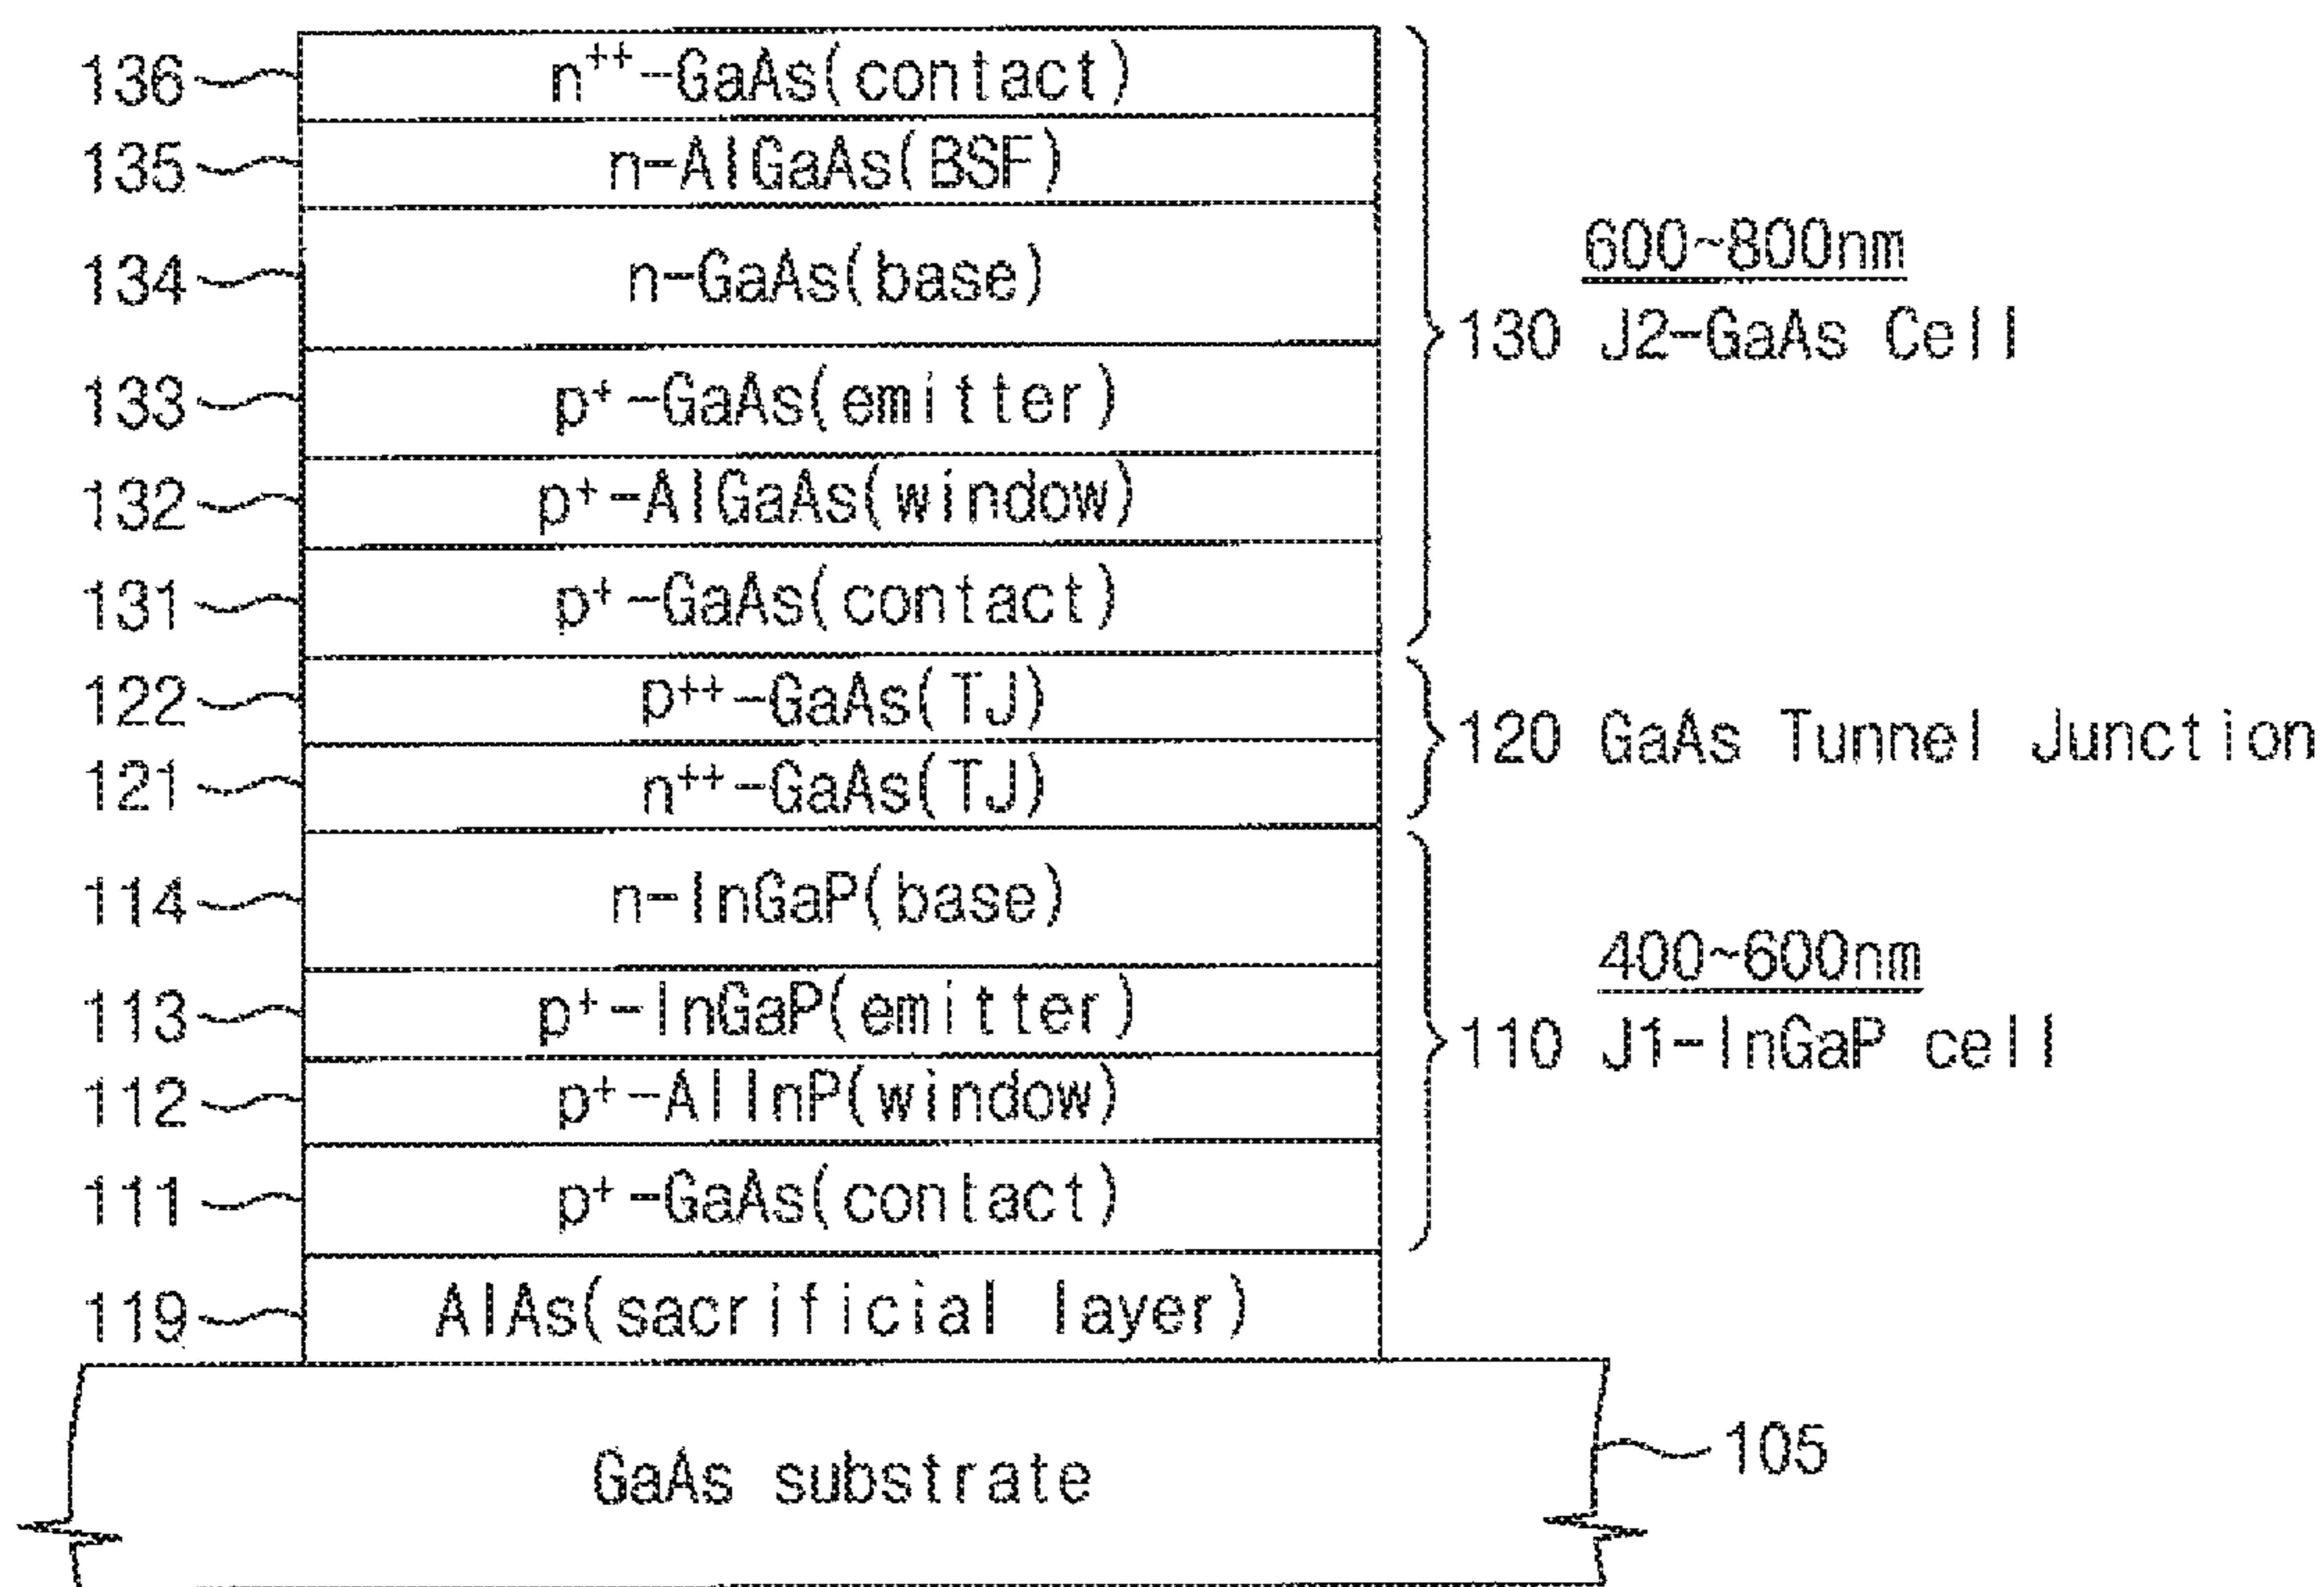 136 n++-GaAs(contact)
135 n-AlGaAs(BSF)
134 n-GaAs(base)
600~800nm
130 J2-GaAs Cell
133 p+-GaAs(emitter)
132 p+-AlGaAs(window)
131 p+-GaAs(contact)
122 p++-GaAs(TJ)
120 GaAs Tunnel Junction
121 n++-GaAs(TJ)
114 n-InGaP(base)
400~600nm
110 J1-InGaP cell
113 p+-InGaP(emitter)
112 p+-AlInP(window)
111 p+-GaAs(contact)
119 AlAs(sacrificial layer)
GaAs substrate
105